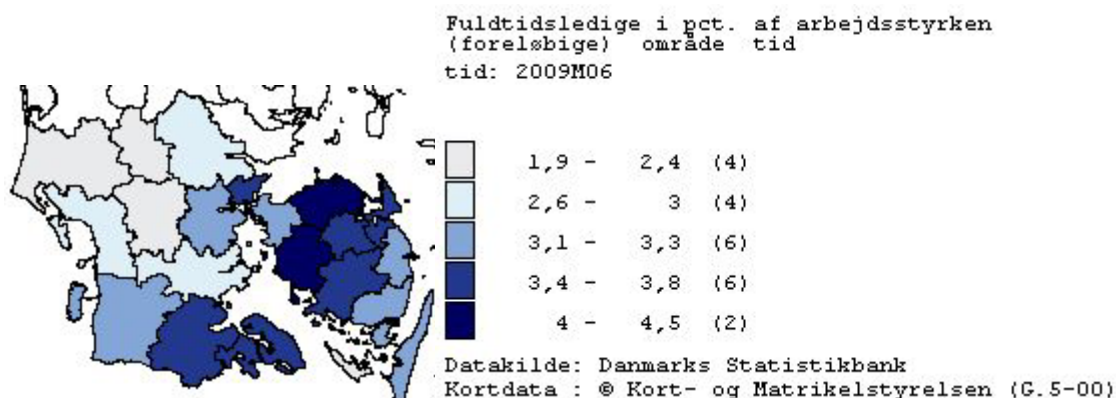 Fuldtidsledige i pct. af arbejdsstyrken
(foreløbige) område tid
tid: 2009M06
1,9 - 2,4 (4)
2,6 - 3 (4)
3,1 - 3,3 (6)
3,4 - 3,8 (6)
4 - 4,5 (2)
Datakilde: Danmarks Statistikbank
Kortdata : © Kort- og Matrikelstyrelsen (G.5-00)